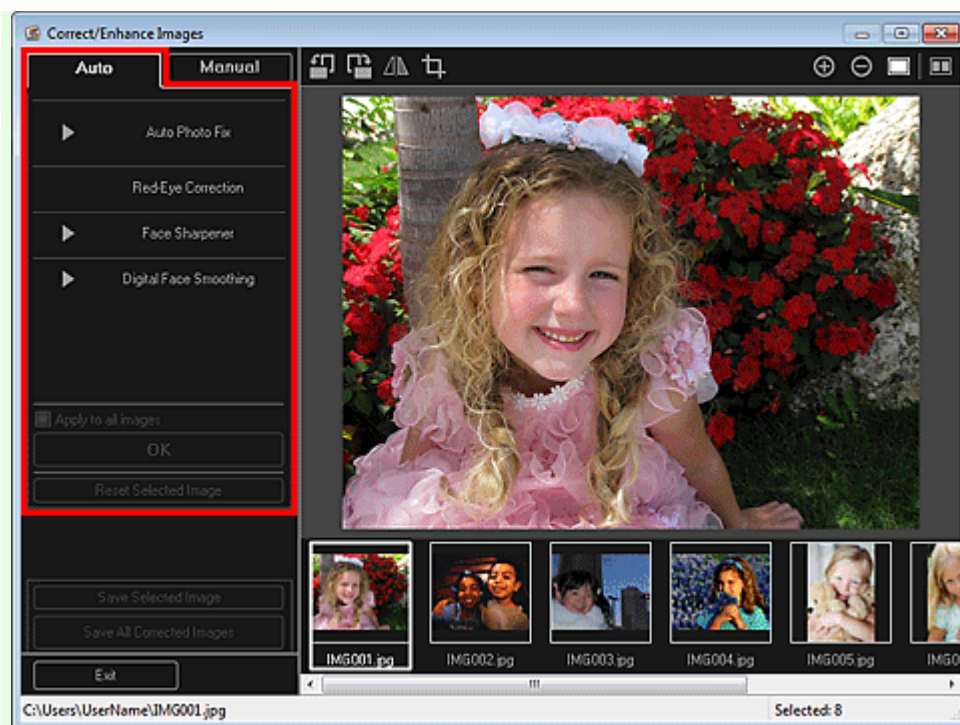 Correct/Enhance Images
Auto Manual
Auto Photo Fix
Red-Eye Correction
Face Sharpener
Digital Face Smoothing
Apply to all images
OK
Reset Selected Image
Save Selected Image
Save All Corrected Images
Exit
IMG001.jpg IMG002.jpg IMG003.jpg IMG004.jpg IMG005.jpg IMG0
C:\Users\UserName\IMG001.jpg Selected: 8